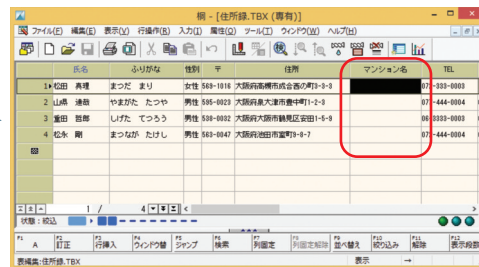 桐 - [住所録.TBX (専有)]
ファイル(F) 編集(E) 表示(V) 行操作(R) 入力(I) 属性(O) ツール(T) ウィンドウ(W) ヘルプ(H)
氏名 ふりがな 性別 〒 住所 マンション名 TEL
1 松田 真理 まつだ まり 女性 569-1016 大阪府高槻市成合西の町3-3-3 072-333-0003
2 山県 達哉 やまがた たつや 男性 595-0023 大阪府泉大津市豊中町1-2-3 072-444-0004
3 重田 哲郎 しげた てつろう 男性 538-0032 大阪府大阪市鶴見区安田1-5-8 06-3333-0003
4 松永 剛 まつなが たけし 男性 563-0047 大阪府池田市室町9-8-7 072-444-0004
1 / 4
状態:絞込
F1 A F2 訂正 F3 行挿入 F4 ウィンドウ替 F5 ジャンプ F6 検索 F7 列固定 F8 列固定解除 F9 並べ替え F10 絞り込み F11 解除 F12 表示段数
表編集:住所録.TBX 表示 →